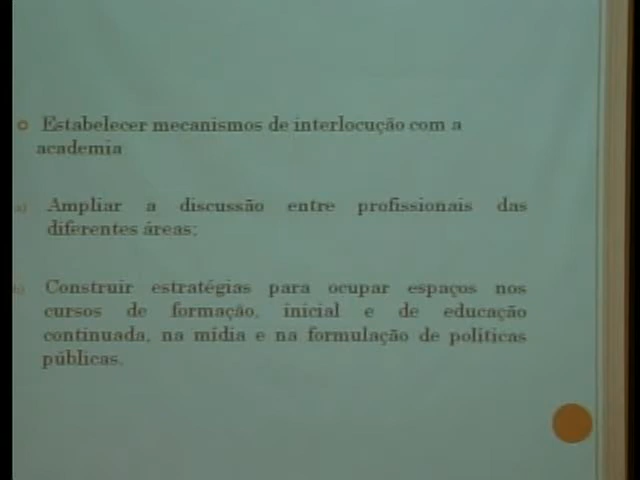 Estabelecer mecanismos de interlocução com a
academia
a) Ampliar a discussão entre profissionais das
diferentes áreas;
b) Construir estratégias para ocupar espaços nos
cursos de formação, inicial e de educação
continuada, na mídia e na formulação de políticas
públicas.